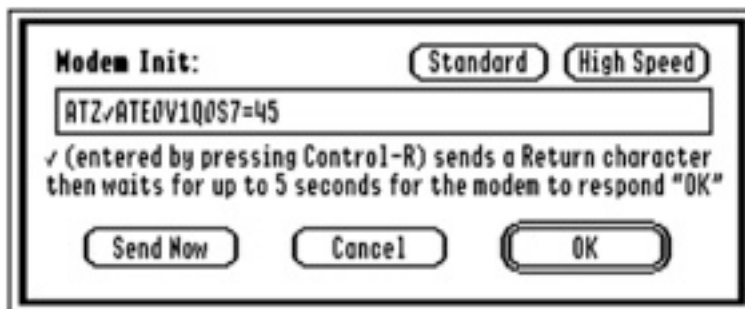 Modem Init: Standard High Speed
ATZ✓ATE0V1Q0S7=45
✓ (entered by pressing Control-R) sends a Return character
then waits for up to 5 seconds for the modem to respond "OK"
Send Now Cancel OK